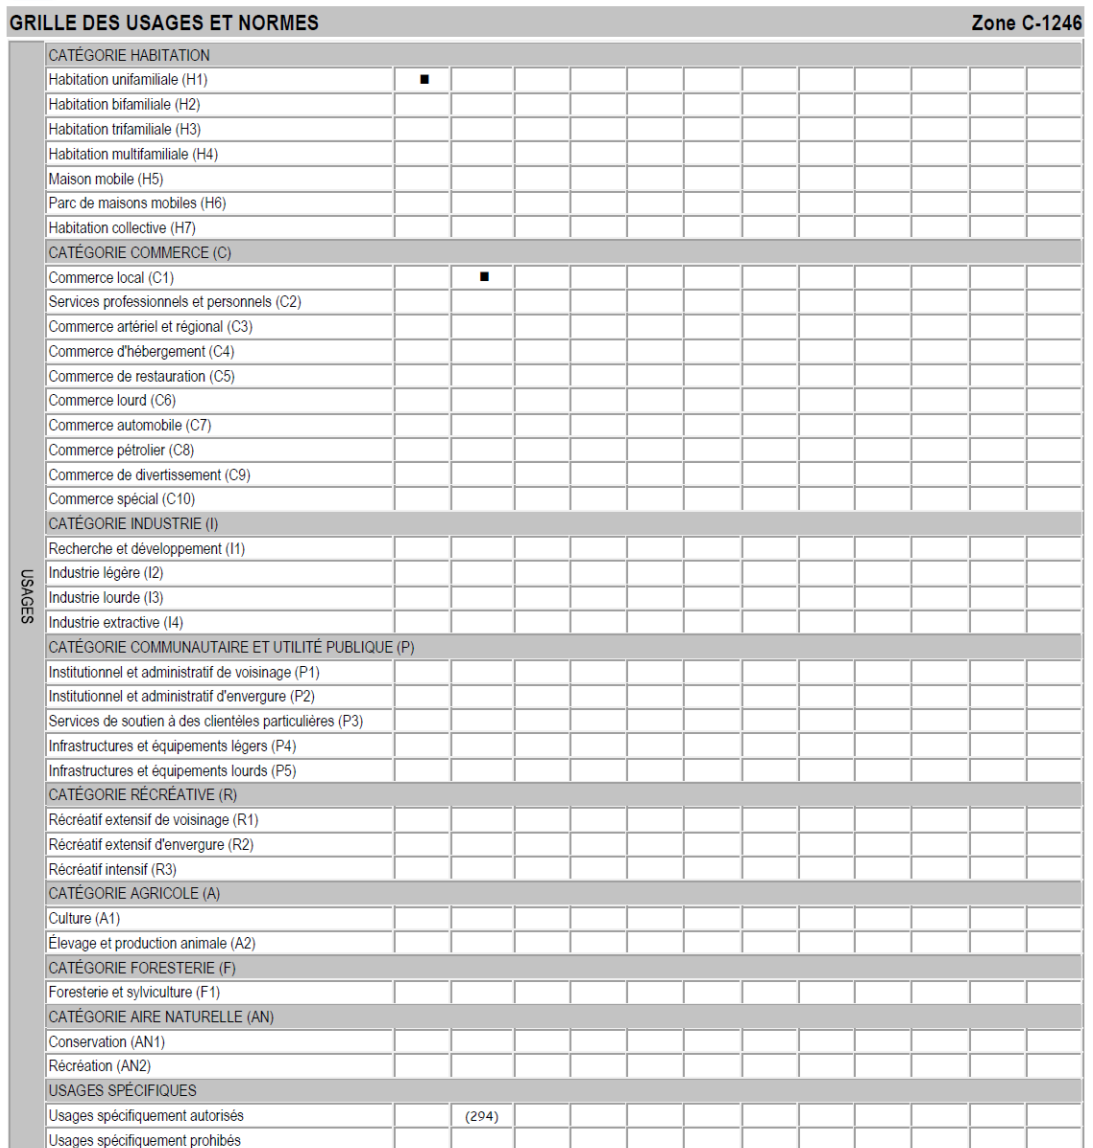 GRILLE DES USAGES ET NORMES Zone C-1246
USAGES
CATÉGORIE HABITATION
Habitation unifamiliale (H1) ■
Habitation bifamiliale (H2)
Habitation trifamiliale (H3)
Habitation multifamiliale (H4)
Maison mobile (H5)
Parc de maisons mobiles (H6)
Habitation collective (H7)
CATÉGORIE COMMERCE (C)
Commerce local (C1) ■
Services professionnels et personnels (C2)
Commerce artériel et régional (C3)
Commerce d'hébergement (C4)
Commerce de restauration (C5)
Commerce lourd (C6)
Commerce automobile (C7)
Commerce pétrolier (C8)
Commerce de divertissement (C9)
Commerce spécial (C10)
CATÉGORIE INDUSTRIE (I)
Recherche et développement (I1)
Industrie légère (I2)
Industrie lourde (I3)
Industrie extractive (I4)
CATÉGORIE COMMUNAUTAIRE ET UTILITÉ PUBLIQUE (P)
Institutionnel et administratif de voisinage (P1)
Institutionnel et administratif d'envergure (P2)
Services de soutien à des clientèles particulières (P3)
Infrastructures et équipements légers (P4)
Infrastructures et équipements lourds (P5)
CATÉGORIE RÉCRÉATIVE (R)
Récréatif extensif de voisinage (R1)
Récréatif extensif d'envergure (R2)
Récréatif intensif (R3)
CATÉGORIE AGRICOLE (A)
Culture (A1)
Élevage et production animale (A2)
CATÉGORIE FORESTERIE (F)
Foresterie et sylviculture (F1)
CATÉGORIE AIRE NATURELLE (AN)
Conservation (AN1)
Récréation (AN2)
USAGES SPÉCIFIQUES
Usages spécifiquement autorisés (294)
Usages spécifiquement prohibés